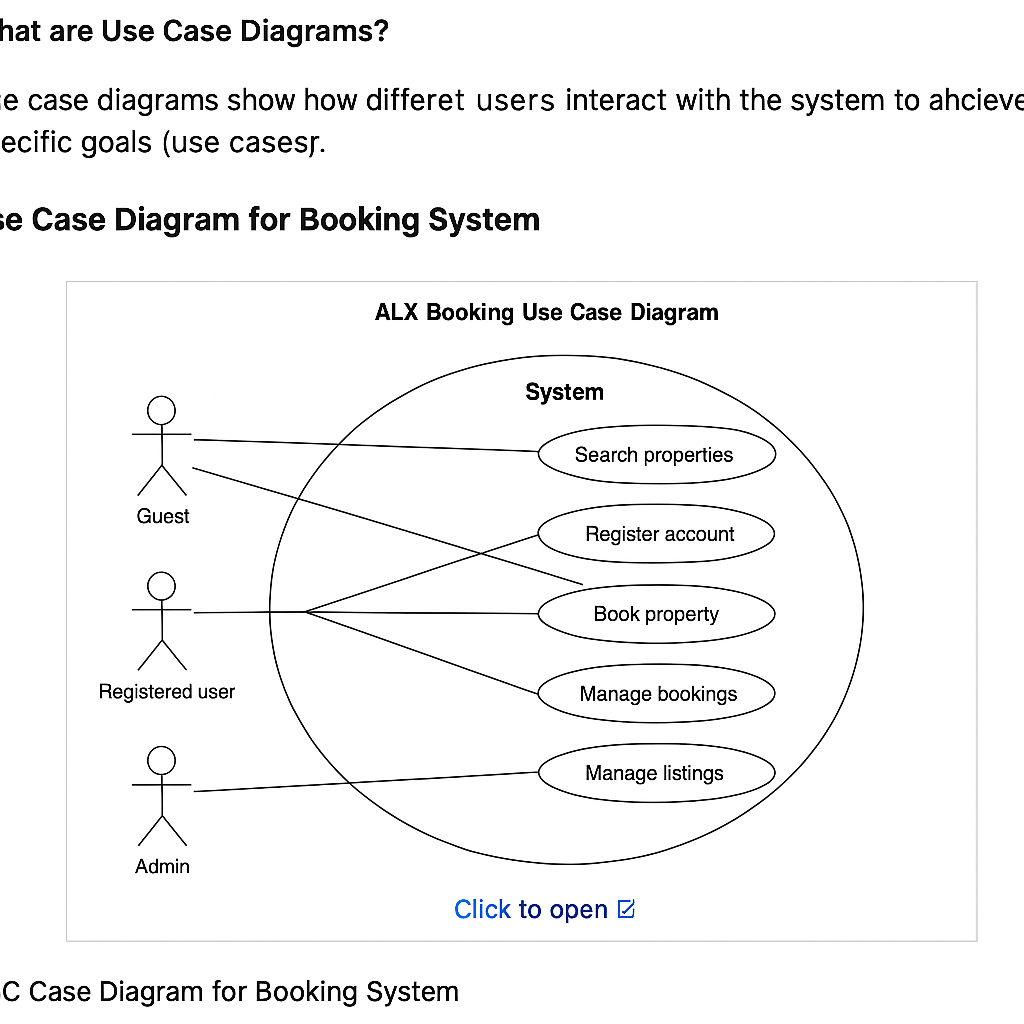 hat are Use Case Diagrams?
e case diagrams show how differet users interact with the system to ahcieve
ecific goals (use cases).
se Case Diagram for Booking System
ALX Booking Use Case Diagram
System
Search properties
Guest
Register account
Book property
Registered user
Manage bookings
Manage listings
Admin
Click to open
C Case Diagram for Booking System